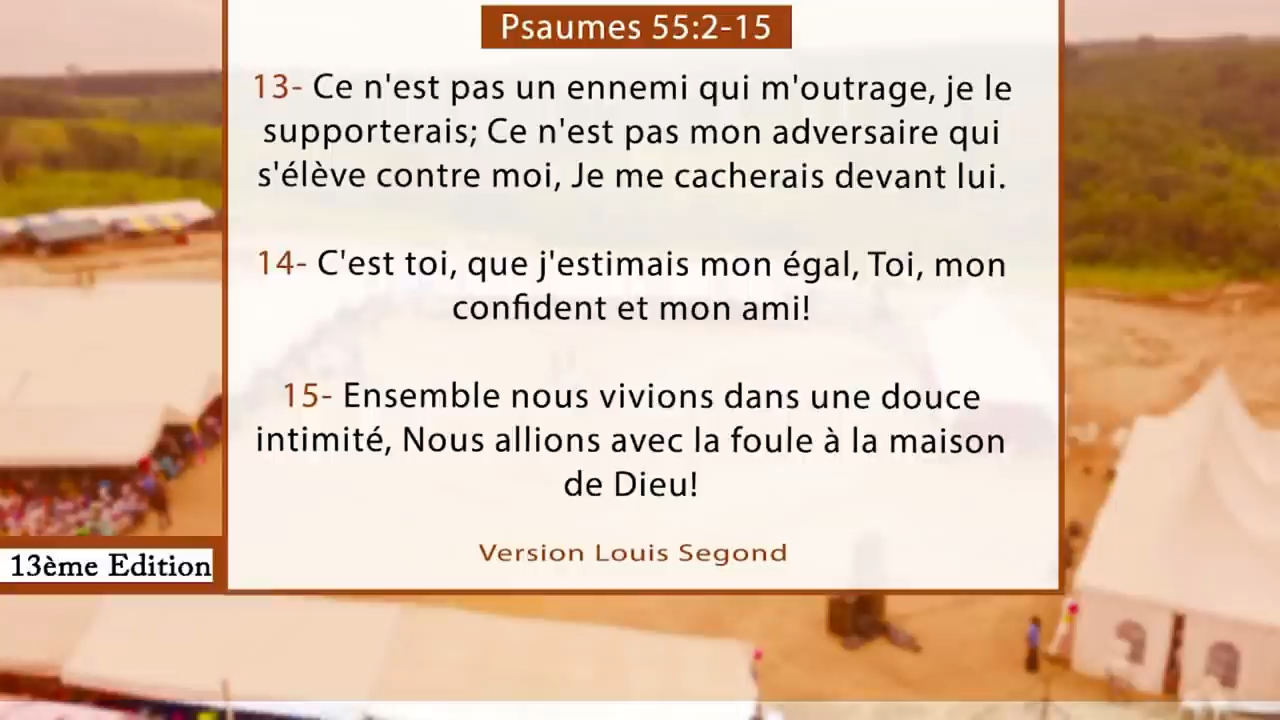 Psaumes 55:2-15
13- Ce n'est pas un ennemi qui m'outrage, je le
supporterais; Ce n'est pas mon adversaire qui
s'élève contre moi, Je me cacherais devant lui.
14- C'est toi, que j'estimais mon égal, Toi, mon
confident et mon ami!
15- Ensemble nous vivions dans une douce
intimité, Nous allions avec la foule à la maison
de Dieu!
Version Louis Segond
13ème Edition